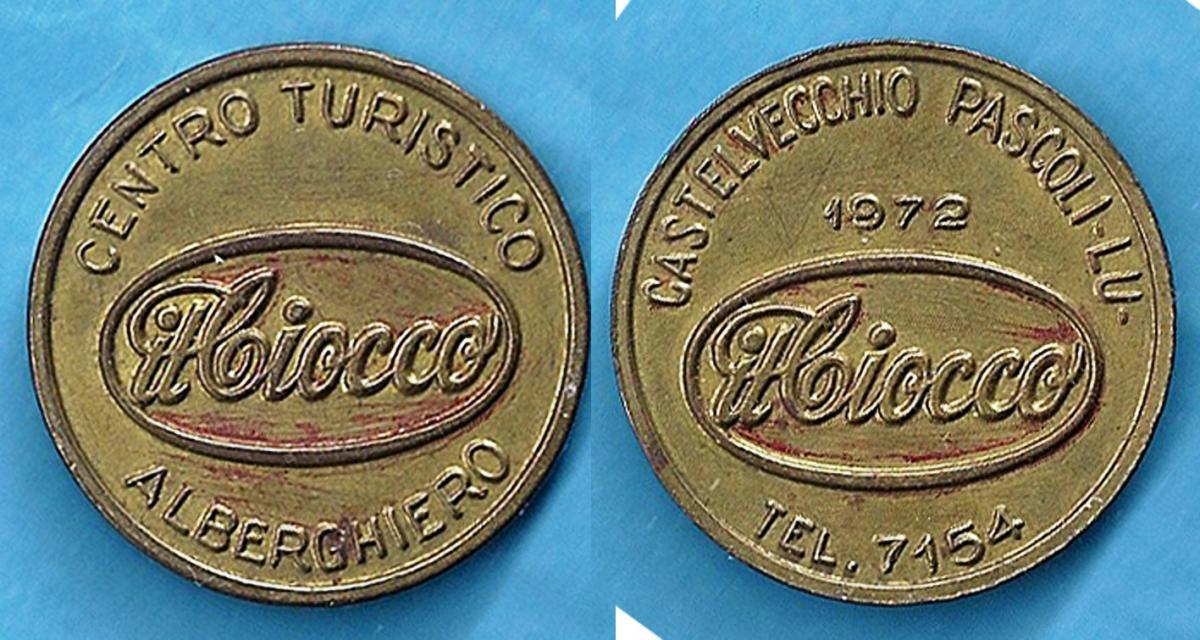 CENTRO TURISTICO
il Ciocco
ALBERGHIERO
CASTELVECCHIO PASCOLI-LU.
1972
il Ciocco
TEL. 7154